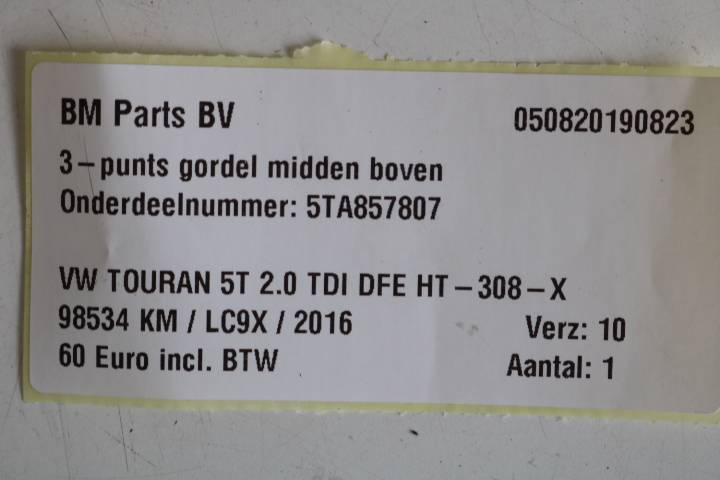 BM Parts BV 050820190823
3-punts gordel midden boven
Onderdeelnummer: 5TA857807
VW TOURAN 5T 2.0 TDI DFE HT-308-X
98534 KM / LC9X / 2016 Verz: 10
60 Euro incl. BTW Aantal: 1